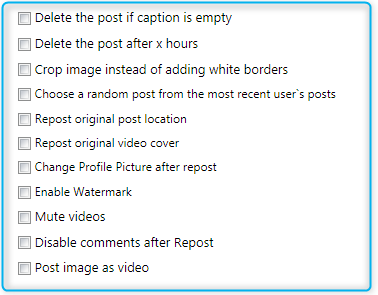 Delete the post if caption is empty
Delete the post after x hours
Crop image instead of adding white borders
Choose a random post from the most recent user`s posts
Repost original post location
Repost original video cover
Change Profile Picture after repost
Enable Watermark
Mute videos
Disable comments after Repost
Post image as video